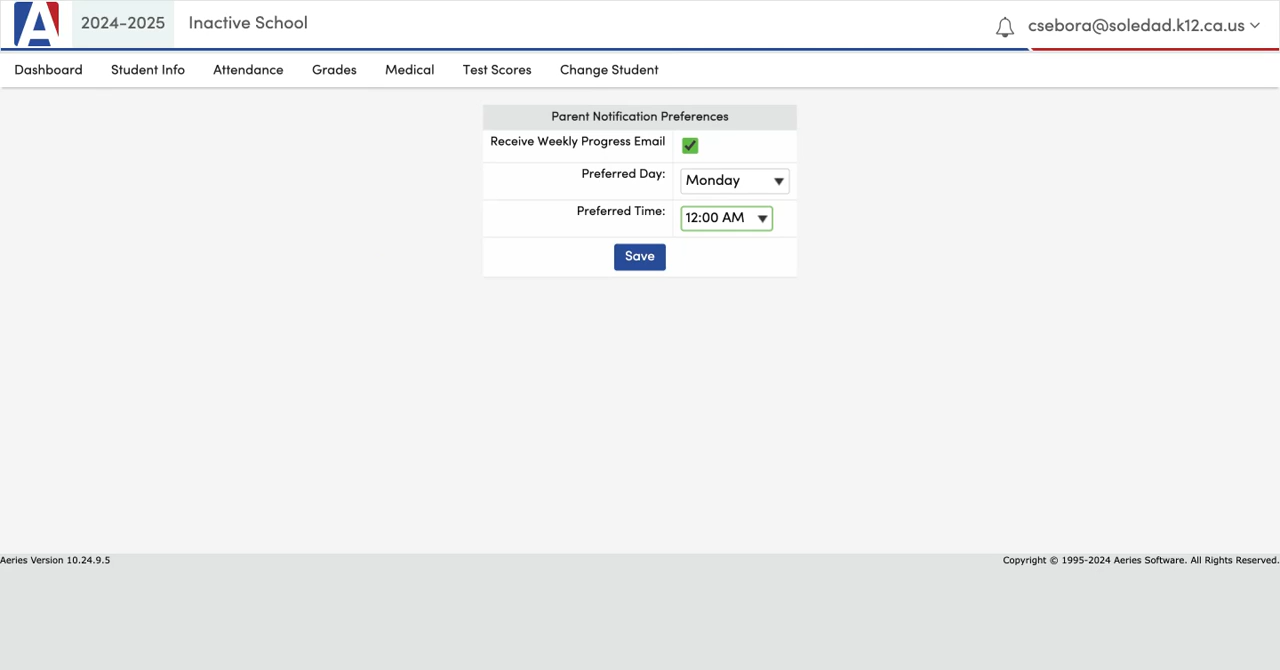 2024-2025 Inactive School csebora@soledad.k12.ca.us
Dashboard Student Info Attendance Grades Medical Test Scores Change Student
Parent Notification Preferences
Receive Weekly Progress Email
Preferred Day: Monday
Preferred Time: 12:00 AM
Save
Aeries Version 10.24.9.5 Copyright © 1995-2024 Aeries Software. All Rights Reserved.